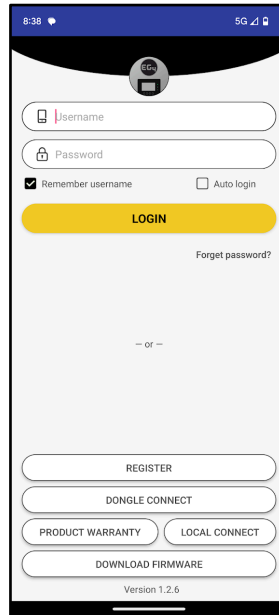 8:38 5G
EG4
Username
Password
Remember username Auto login
LOGIN
Forget password?
— or —
REGISTER
DONGLE CONNECT
PRODUCT WARRANTY LOCAL CONNECT
DOWNLOAD FIRMWARE
Version 1.2.6